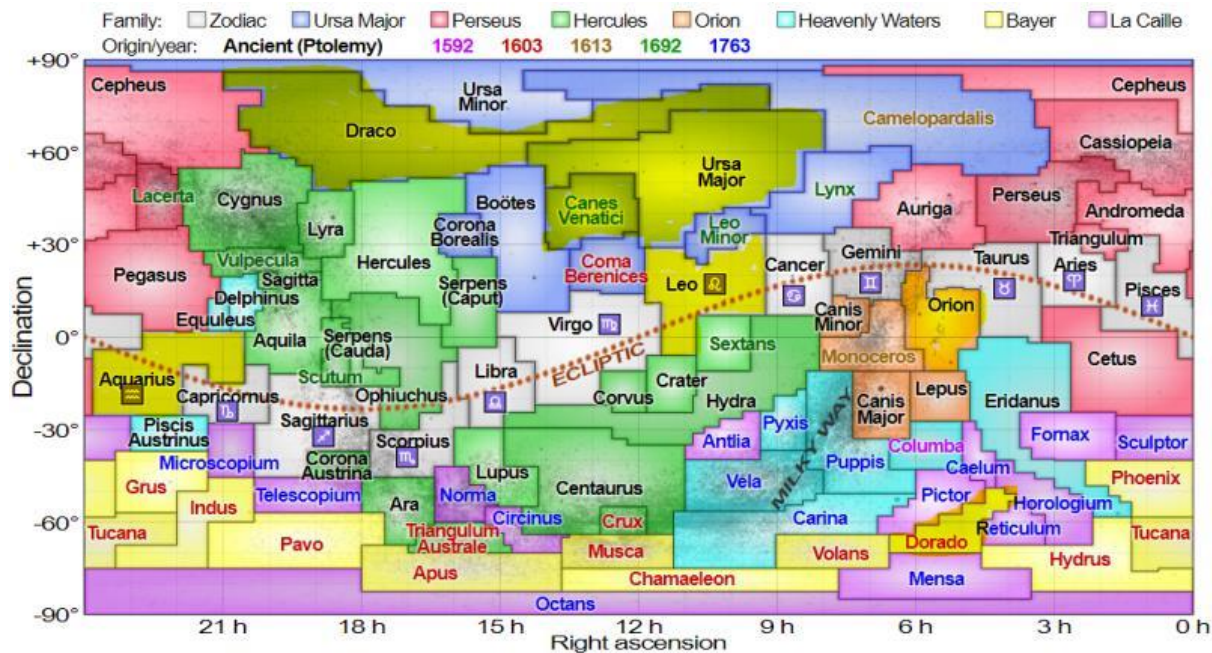 Family: Zodiac Ursa Major Perseus Hercules Orion Heavenly Waters Bayer La Caille
Origin/year: Ancient (Ptolemy) 1592 1603 1613 1692 1763
+90°
Cepheus
Ursa
Minor
Cepheus
Draco
Camelopardalis
Cassiopeia
+60°
Ursa
Major
Lacerta
Cygnus
Boötes
Canes
Venatici
Lynx
Perseus
Auriga
Andromeda
Lyra
Corona
Borealis
Leo
Minor
+30°
Triangulum
Vulpecula
Hercules
Coma
Berenices
Cancer
Gemini
Taurus
Aries
Pegasus
Sagitta
Serpens
(Caput)
Leo ♌
♋
♊
♉
♈
Pisces
♓
Delphinus
Equuleus
Orion
Canis
Minor
Virgo ♍
Declination
0°
Aquila
Serpens
(Cauda)
ECLIPTIC
Sextans
Monoceros
Cetus
Aquarius
♒
Scutum
Libra
♎
Crater
Capricornus
♑
Ophiuchus
Corvus
Hydra
Canis
Major
Lepus
Eridanus
Sagittarius
♐
-30°
Piscis
Austrinus
Scorpius
♏
Antlia
Pyxis
MILKY WAY
Columba
Fornax
Sculptor
Microscopium
Corona
Austrina
Lupus
Puppis
Caelum
Grus
Telescopium
Norma
Centaurus
Vela
Pictor
Phoenix
Indus
Ara
Circinus
Crux
Carina
Horologium
-60°
Tucana
Triangulum
Australe
Reticulum
Tucana
Pavo
Musca
Volans
Dorado
Hydrus
Apus
Chamaeleon
Mensa
Octans
-90°
21 h 18 h 15 h 12 h 9 h 6 h 3 h 0 h
Right ascension